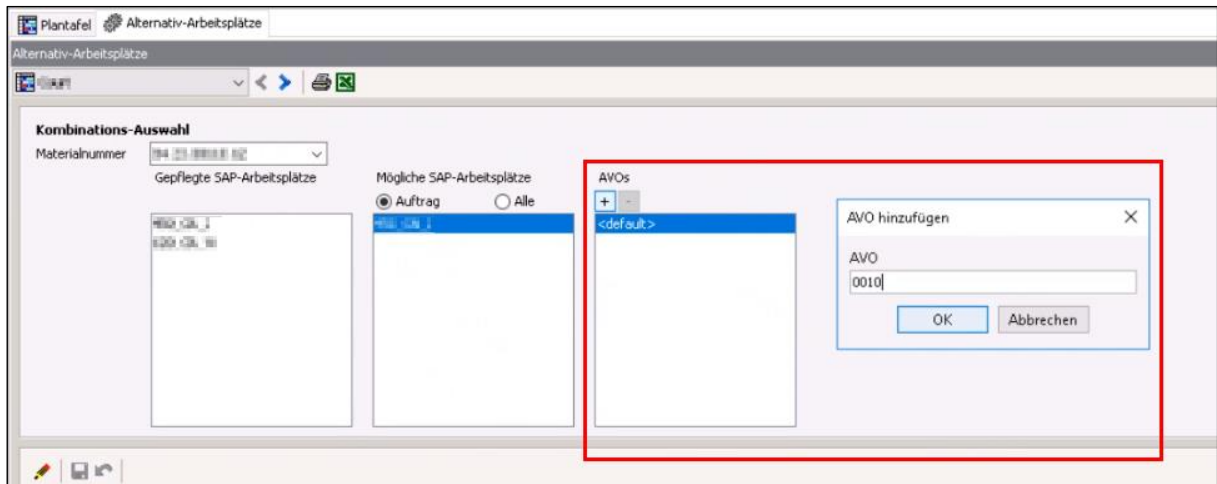 Plantafel Alternativ-Arbeitsplätze
Alternativ-Arbeitsplätze
Kombinations-Auswahl
Materialnummer
Gepflegte SAP-Arbeitsplätze Mögliche SAP-Arbeitsplätze AVOs
Auftrag Alle + -
<default>
AVO hinzufügen
AVO
0010
OK Abbrechen